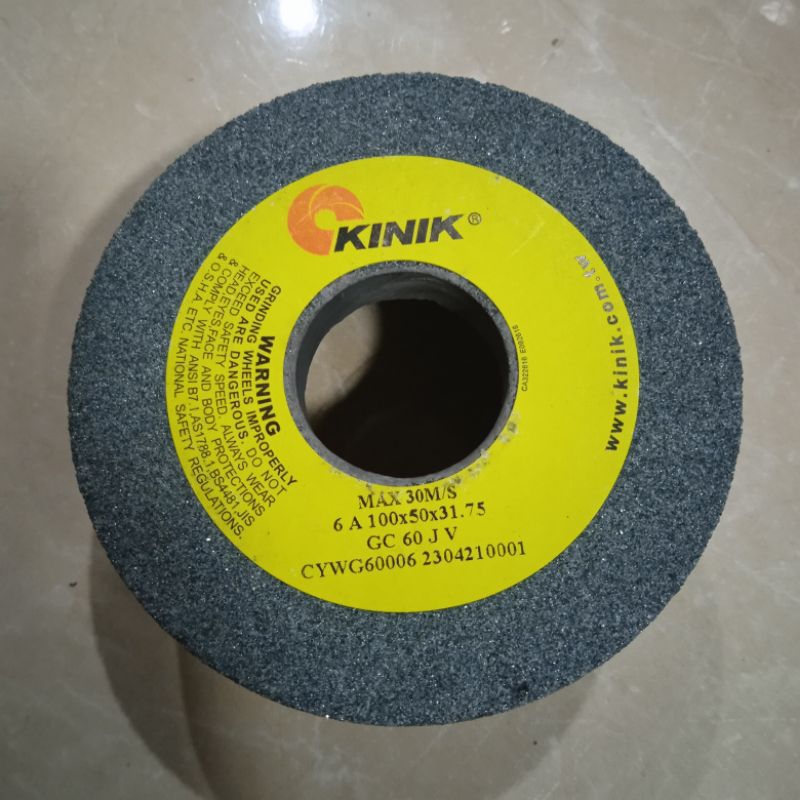 KINIK®
www.kinik.com.tw
WARNING
GRINDING WHEELS IMPROPERLY
USED ARE DANGEROUS. DO NOT
EXCEED SAFETY SPEED. ALWAYS WEAR
HEAD,EYES,FACE AND BODY PROTECTIONS
& COMPLY WITH ANSI B7.1,AS1788.1,BS4481,JIS
& O.S.H.A. ETC. NATIONAL SAFETY REGULATIONS.
MAX 30M/S
6 A 100x50x31.75
GC 60 J V
CYWG60006 2304210001